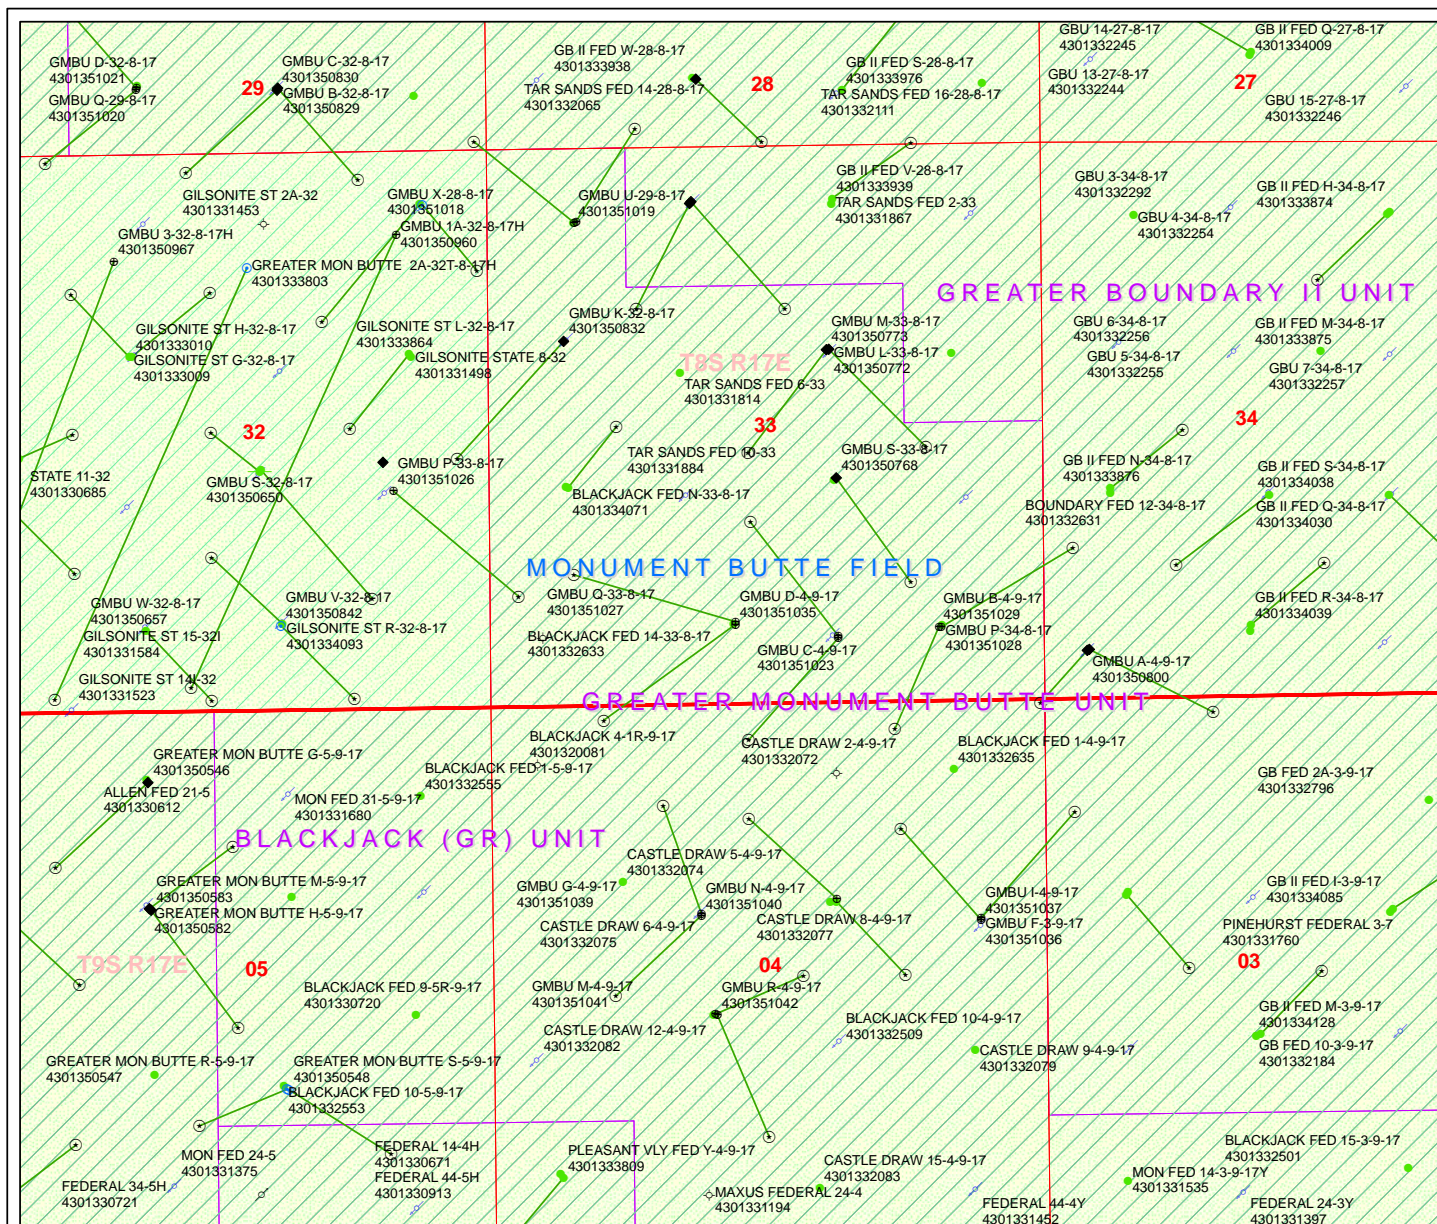 GMBU D-32-8-17
4301351021
GMBU Q-29-8-17
4301351020
29
GMBU C-32-8-17
4301350830
GMBU B-32-8-17
4301350829
GB II FED W-28-8-17
4301333938
TAR SANDS FED 14-28-8-17
4301332065
28
GB II FED S-28-8-17
4301333976
TAR SANDS FED 16-28-8-17
4301332111
GBU 14-27-8-17
4301332245
GBU 13-27-8-17
4301332244
GB II FED Q-27-8-17
4301334009
27
GBU 15-27-8-17
4301332246
GILSONITE ST 2A-32
4301331453
GMBU X-28-8-17
4301351018
GMBU U-29-8-17
4301351019
GB II FED V-28-8-17
4301333939
TAR SANDS FED 2-33
4301331867
GBU 3-34-8-17
4301332292
GBU 4-34-8-17
4301332254
GB II FED H-34-8-17
4301333874
GMBU 3-32-8-17H
4301350967
GMBU 1A-32-8-17H
4301350960
GREATER MON BUTTE  2A-32T-8-17H
4301333803
GREATER BOUNDARY II UNIT
GILSONITE ST H-32-8-17
4301333010
GILSONITE ST G-32-8-17
4301333009
GILSONITE ST L-32-8-17
4301333864
GILSONITE STATE 8-32
4301331498
GMBU K-32-8-17
4301350832
GMBU M-33-8-17
4301350773
GMBU L-33-8-17
4301350772
GBU 6-34-8-17
4301332256
GBU 5-34-8-17
4301332255
GB II FED M-34-8-17
4301333875
GBU 7-34-8-17
4301332257
T8S R17E
TAR SANDS FED 6-33
4301331814
32
33
34
STATE 11-32
4301330685
GMBU S-32-8-17
4301350650
GMBU P-33-8-17
4301351026
TAR SANDS FED 10-33
4301331884
BLACKJACK FED N-33-8-17
4301334071
GMBU S-33-8-17
4301350768
GB II FED N-34-8-17
4301333876
BOUNDARY FED 12-34-8-17
4301332631
GB II FED S-34-8-17
4301334038
GB II FED Q-34-8-17
4301334030
MONUMENT BUTTE FIELD
GMBU W-32-8-17
4301350657
GILSONITE ST 15-32I
4301331584
GMBU V-32-8-17
4301350842
GILSONITE ST R-32-8-17
4301334093
GMBU Q-33-8-17
4301351027
BLACKJACK FED 14-33-8-17
4301332633
GMBU D-4-9-17
4301351035
GMBU C-4-9-17
4301351023
GMBU B-4-9-17
4301351029
GMBU P-34-8-17
4301351028
GB II FED R-34-8-17
4301334039
GMBU A-4-9-17
4301350800
GILSONITE ST 14I-32
4301331523
GREATER MONUMENT BUTTE UNIT
GREATER MON BUTTE G-5-9-17
4301350546
ALLEN FED 21-5
4301330612
BLACKJACK 4-1R-9-17
4301320081
BLACKJACK FED 1-5-9-17
4301332555
MON FED 31-5-9-17
4301331680
CASTLE DRAW 2-4-9-17
4301332072
BLACKJACK FED 1-4-9-17
4301332635
GB FED 2A-3-9-17
4301332796
BLACKJACK (GR) UNIT
GREATER MON BUTTE M-5-9-17
4301350583
GREATER MON BUTTE H-5-9-17
4301350582
CASTLE DRAW 5-4-9-17
4301332074
GMBU G-4-9-17
4301351039
CASTLE DRAW 6-4-9-17
4301332075
GMBU N-4-9-17
4301351040
CASTLE DRAW 8-4-9-17
4301332077
GMBU I-4-9-17
4301351037
GMBU F-3-9-17
4301351036
GB II FED I-3-9-17
4301334085
PINEHURST FEDERAL 3-7
4301331760
T9S R17E
05
04
03
BLACKJACK FED 9-5R-9-17
4301330720
GMBU M-4-9-17
4301351041
CASTLE DRAW 12-4-9-17
4301332082
GMBU R-4-9-17
4301351042
BLACKJACK FED 10-4-9-17
4301332509
CASTLE DRAW 9-4-9-17
4301332079
GB II FED M-3-9-17
4301334128
GB FED 10-3-9-17
4301332184
GREATER MON BUTTE R-5-9-17
4301350547
GREATER MON BUTTE S-5-9-17
4301350548
BLACKJACK FED 10-5-9-17
4301332553
MON FED 24-5
4301331375
FEDERAL 34-5H
4301330721
FEDERAL 14-4H
4301330671
FEDERAL 44-5H
4301330913
PLEASANT VLY FED Y-4-9-17
4301333809
MAXUS FEDERAL 24-4
4301331194
CASTLE DRAW 15-4-9-17
4301332083
FEDERAL 44-4Y
4301331452
BLACKJACK FED 15-3-9-17
4301332501
MON FED 14-3-9-17Y
4301331535
FEDERAL 24-3Y
4301331397